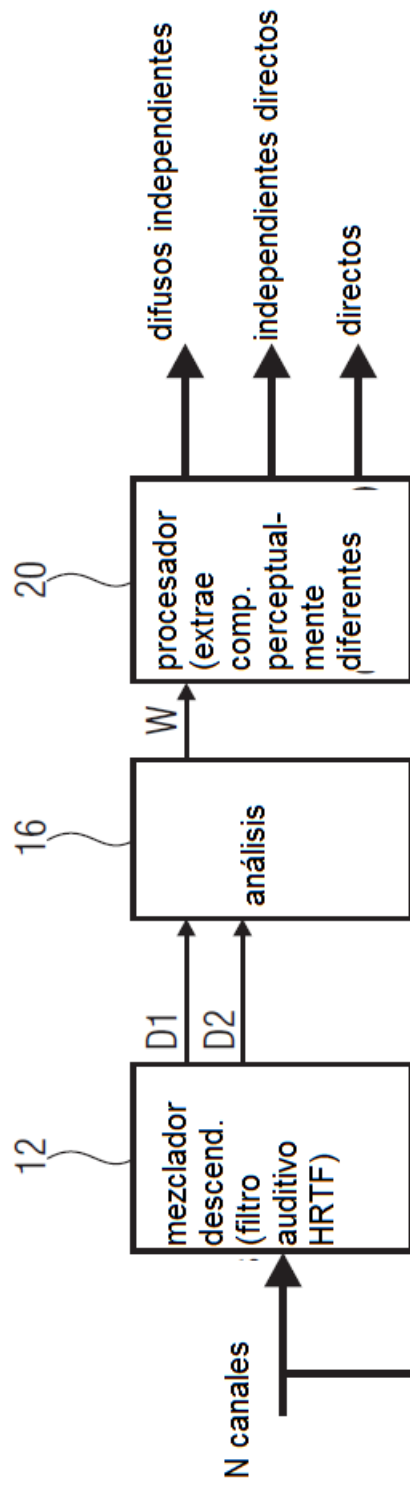 N canales
12
mezclador
descend.
(filtro
auditivo
HRTF)
D1
D2
16
análisis
W
20
procesador
(extrae
comp.
perceptual-
mente
diferentes
)
difusos independientes
independientes directos
directos